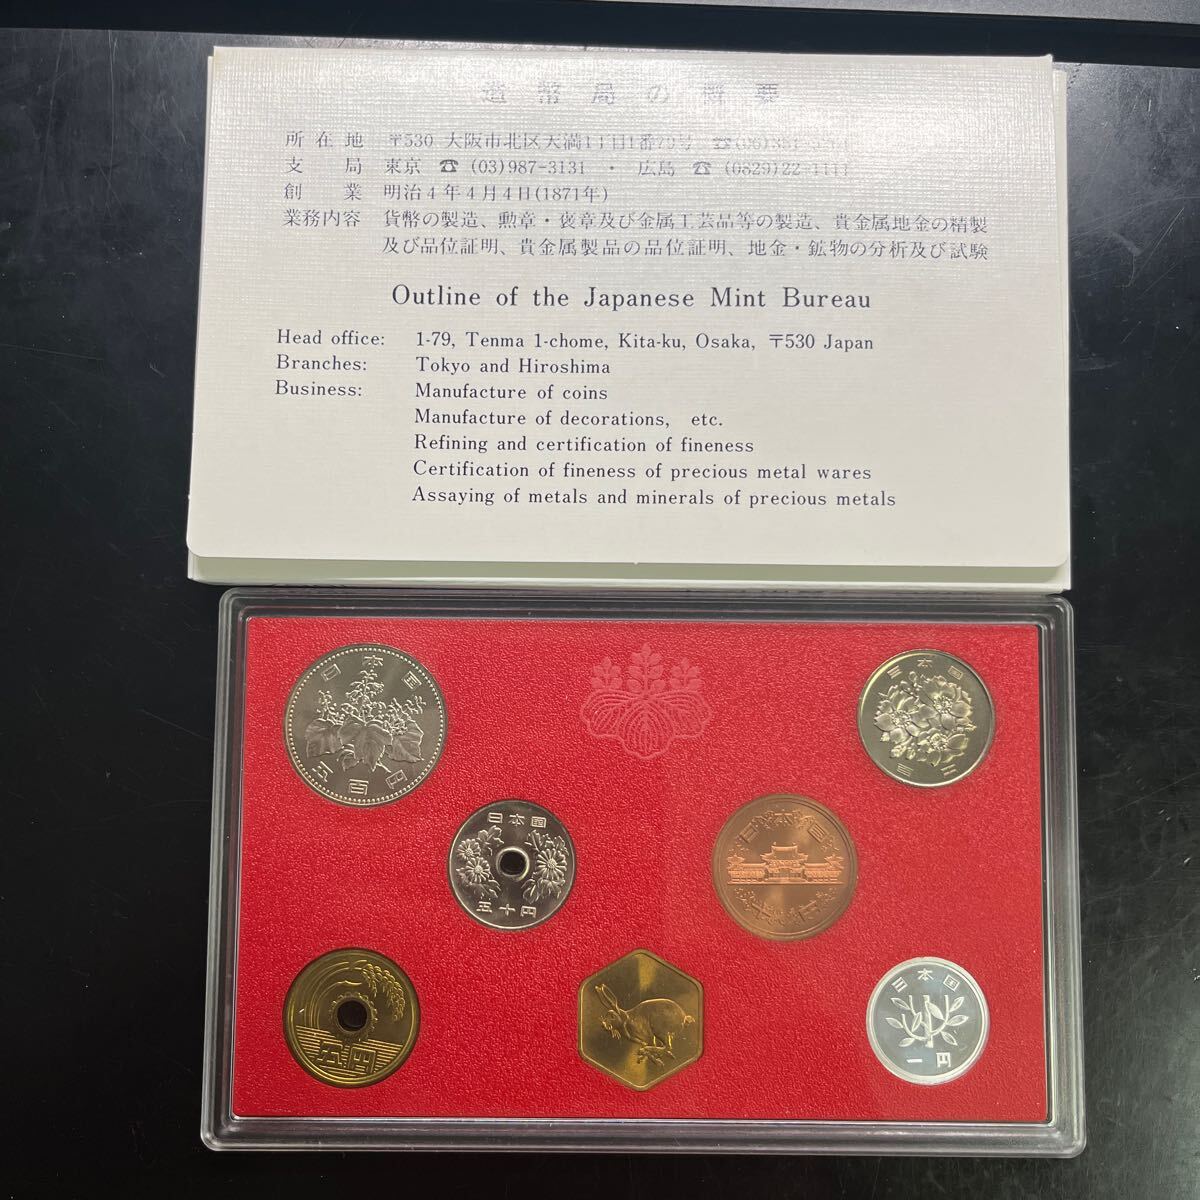 造幣局の概要
所在地 〒530 大阪市北区天満1丁目1番79号
支局 東京 ☎ (03)987-3131 ・ 広島 ☎ (0829)22-1111
創業 明治4年4月4日(1871年)
業務内容 貨幣の製造、勲章・褒章及び金属工芸品等の製造、貴金属地金の精製
及び品位証明、貴金属製品の品位証明、地金・鉱物の分析及び試験
Outline of the Japanese Mint Bureau
Head office: 1-79, Tenma 1-chome, Kita-ku, Osaka, 〒530 Japan
Branches: Tokyo and Hiroshima
Business: Manufacture of coins
Manufacture of decorations, etc.
Refining and certification of fineness
Certification of fineness of precious metal wares
Assaying of metals and minerals of precious metals
日本国
五百円
日本国
日本国
五十円
日本国
五円
日本国
一円